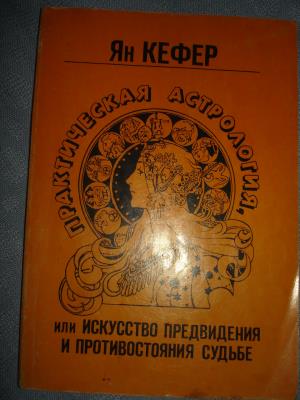 Ян КЕФЕР
ПРАКТИЧЕСКАЯ АСТРОЛОГИЯ,
или ИСКУССТВО ПРЕДВИДЕНИЯ
И ПРОТИВОСТОЯНИЯ СУДЬБЕ